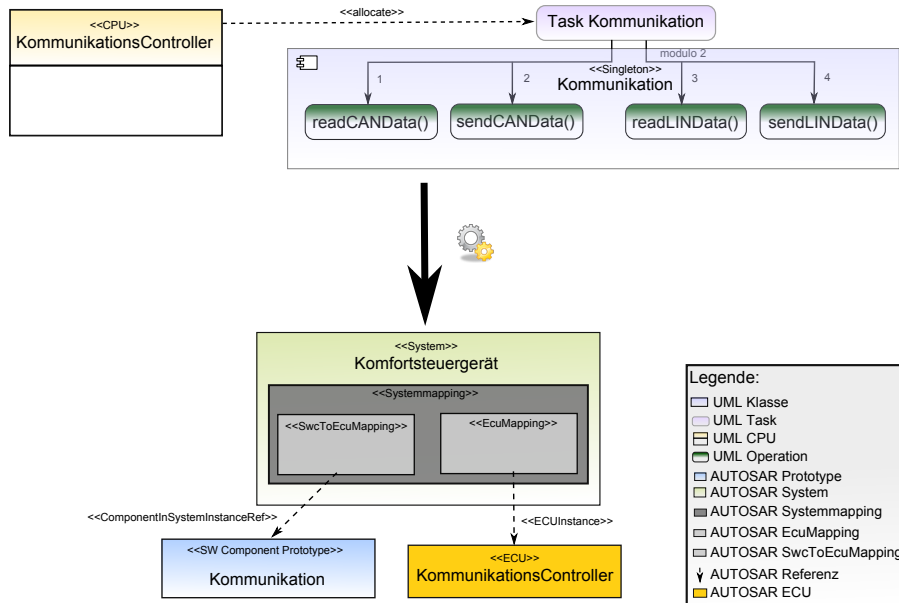 <<CPU>>
KommunikationsController
<<allocate>>
Task Kommunikation
modulo 2
<<Singleton>>
Kommunikation
1
2
3
4
readCANData()
sendCANData()
readLINData()
sendLINData()
<<System>>
Komfortsteuergerät
<<Systemmapping>>
<<SwcToEcuMapping>>
<<EcuMapping>>
<<ComponentInSystemInstanceRef>>
<<ECUInstance>>
<<SW Component Prototype>>
Kommunikation
<<ECU>>
KommunikationsController
Legende:
UML Klasse
UML Task
UML CPU
UML Operation
AUTOSAR Prototype
AUTOSAR System
AUTOSAR Systemmapping
AUTOSAR EcuMapping
AUTOSAR SwcToEcuMapping
AUTOSAR Referenz
AUTOSAR ECU